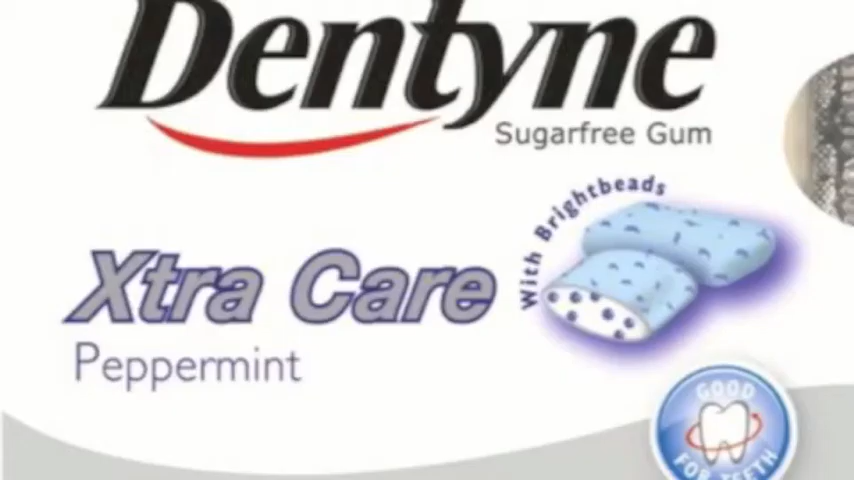 Dentyne
Sugarfree Gum
With Brightbeads
Xtra Care
Peppermint
GOOD
FOR TEETH